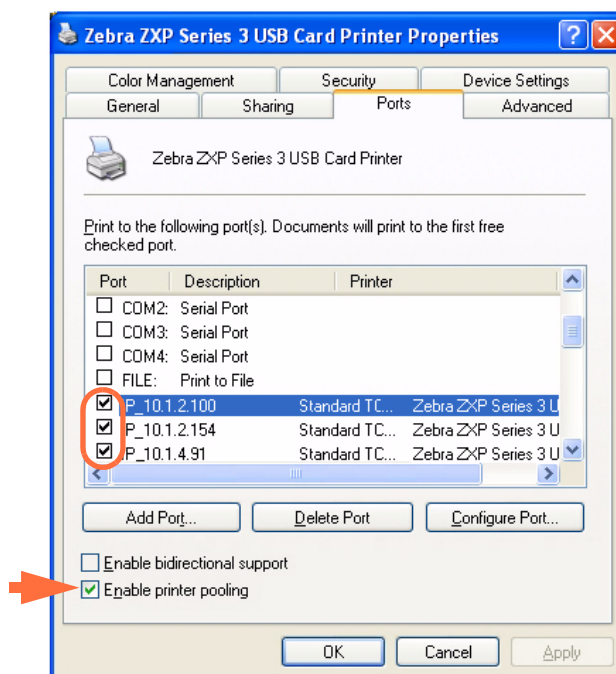 Zebra ZXP Series 3 USB Card Printer Properties
Color Management Security Device Settings
General Sharing Ports Advanced
Zebra ZXP Series 3 USB Card Printer
Print to the following port(s). Documents will print to the first free
checked port.
Port Description Printer
COM2: Serial Port
COM3: Serial Port
COM4: Serial Port
FILE: Print to File
IP_10.1.2.100 Standard TC... Zebra ZXP Series 3 U
IP_10.1.2.154 Standard TC... Zebra ZXP Series 3 U
IP_10.1.4.91 Standard TC... Zebra ZXP Series 3 U
Add Port... Delete Port Configure Port...
Enable bidirectional support
Enable printer pooling
OK Cancel Apply